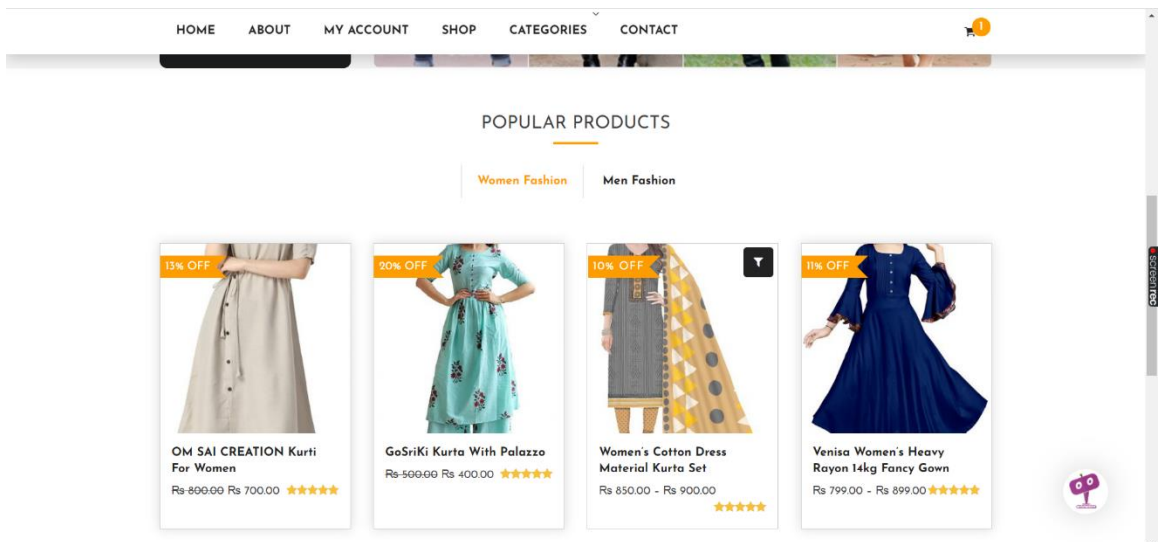 HOME ABOUT MY ACCOUNT SHOP CATEGORIES CONTACT 1
POPULAR PRODUCTS
Women Fashion Men Fashion
13% OFF
20% OFF
10% OFF
11% OFF
OM SAI CREATION Kurti
For Women
Rs 800.00 Rs 700.00
GoSriKi Kurta With Palazzo
Rs 500.00 Rs 400.00
Women's Cotton Dress
Material Kurta Set
Rs 850.00 - Rs 900.00
Venisa Women's Heavy
Rayon 14kg Fancy Gown
Rs 799.00 - Rs 899.00
screenrec